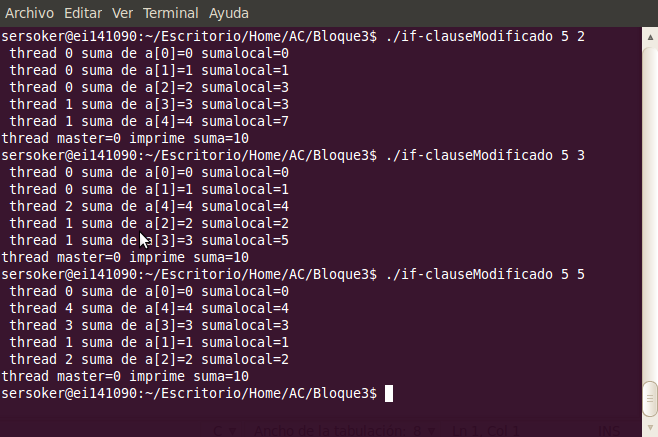 Archivo Editar Ver Terminal Ayuda
sersoker@ei141090:~/Escritorio/Home/AC/Bloque3$ ./if-clauseModificado 5 2
thread 0 suma de a[0]=0 sumalocal=0
thread 0 suma de a[1]=1 sumalocal=1
thread 0 suma de a[2]=2 sumalocal=3
thread 1 suma de a[3]=3 sumalocal=3
thread 1 suma de a[4]=4 sumalocal=7
thread master=0 imprime suma=10
sersoker@ei141090:~/Escritorio/Home/AC/Bloque3$ ./if-clauseModificado 5 3
thread 0 suma de a[0]=0 sumalocal=0
thread 0 suma de a[1]=1 sumalocal=1
thread 2 suma de a[4]=4 sumalocal=4
thread 1 suma de a[2]=2 sumalocal=2
thread 1 suma de a[3]=3 sumalocal=5
thread master=0 imprime suma=10
sersoker@ei141090:~/Escritorio/Home/AC/Bloque3$ ./if-clauseModificado 5 5
thread 0 suma de a[0]=0 sumalocal=0
thread 4 suma de a[4]=4 sumalocal=4
thread 3 suma de a[3]=3 sumalocal=3
thread 1 suma de a[1]=1 sumalocal=1
thread 2 suma de a[2]=2 sumalocal=2
thread master=0 imprime suma=10
sersoker@ei141090:~/Escritorio/Home/AC/Bloque3$
C Ancho de la tabulación: 8 Ln 1, Col 1 INS